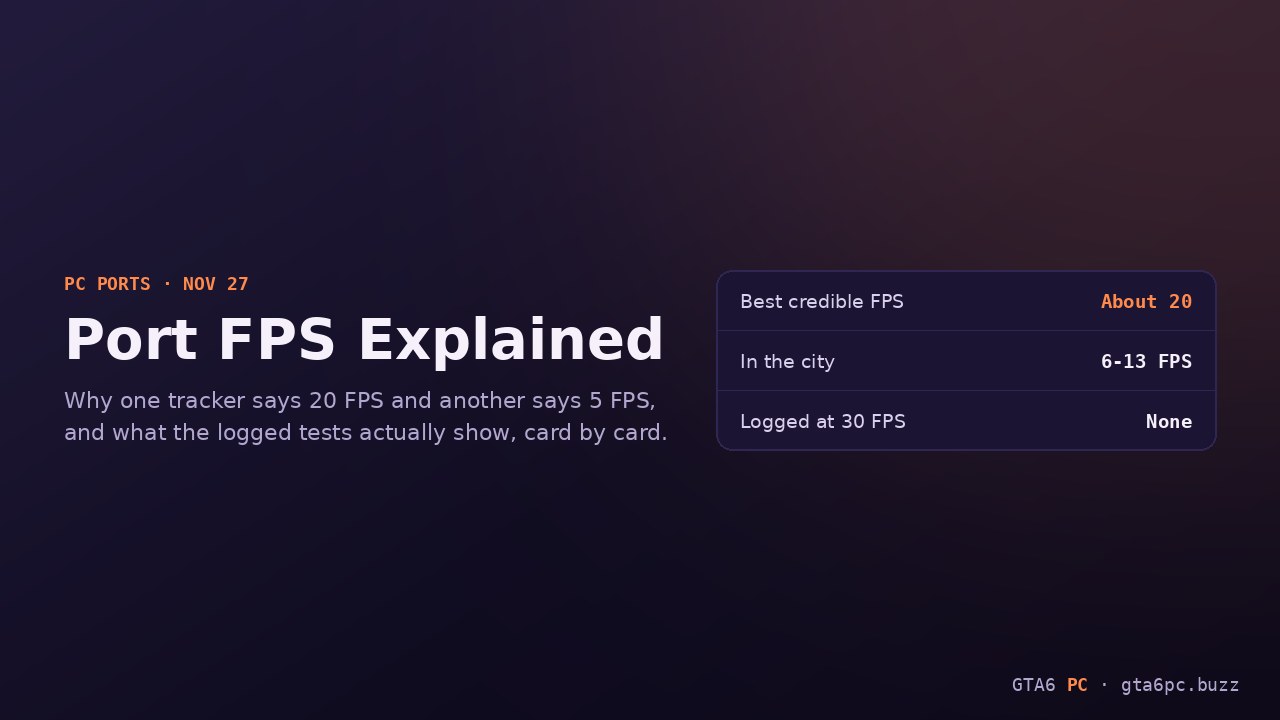 PC PORTS · NOV 27
Port FPS Explained
Why one tracker says 20 FPS and another says 5 FPS,
and what the logged tests actually show, card by card.
Best credible FPS About 20
In the city 6-13 FPS
Logged at 30 FPS None
GTA6 PC · gta6pc.buzz